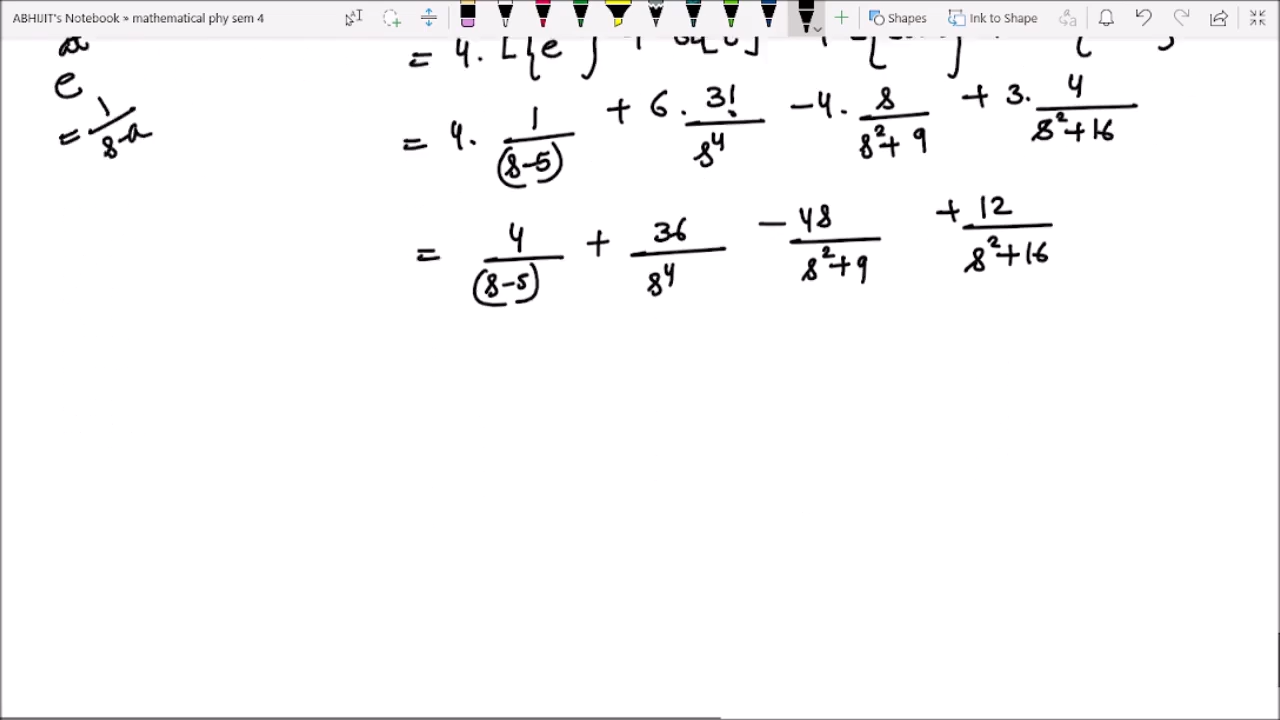 ABHIJIT's Notebook » mathematical phy sem 4
Shapes
Ink to Shape
= 4. L{e
e
= 1/s-a
= 4. 1/(s-5) + 6. 3!/s⁴ - 4. s/s²+9 + 3. 4/s²+16
= 4/(s-5) + 36/s⁴ - 4s/s²+9 + 12/s²+16